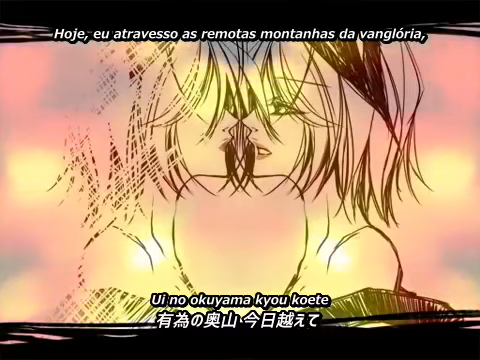 Hoje, eu atravesso as remotas montanhas da vanglória,
Ui no okuyama kyou koete
有為の奥山 今日越えて